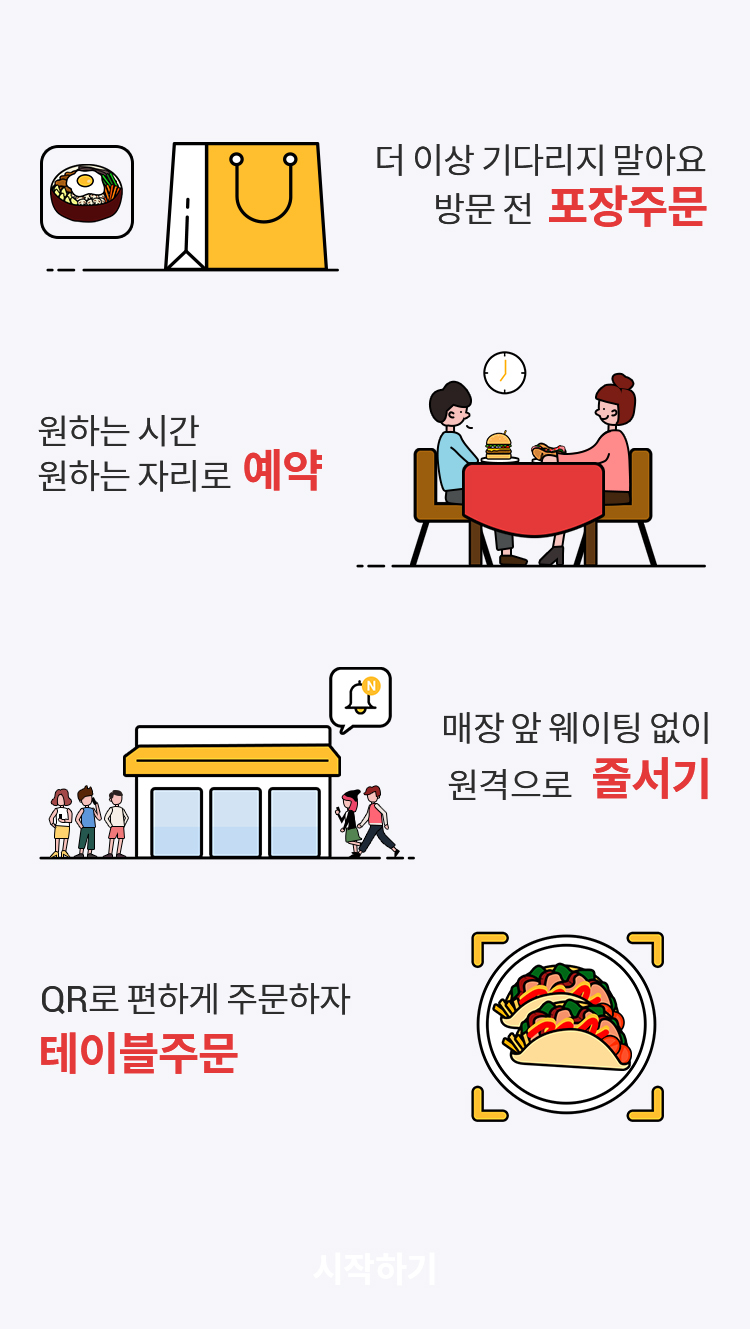 더 이상 기다리지 말아요
방문 전 포장주문
원하는 시간
원하는 자리로 예약
N
매장 앞 웨이팅 없이
원격으로 줄서기
QR로 편하게 주문하자
테이블주문
시작하기